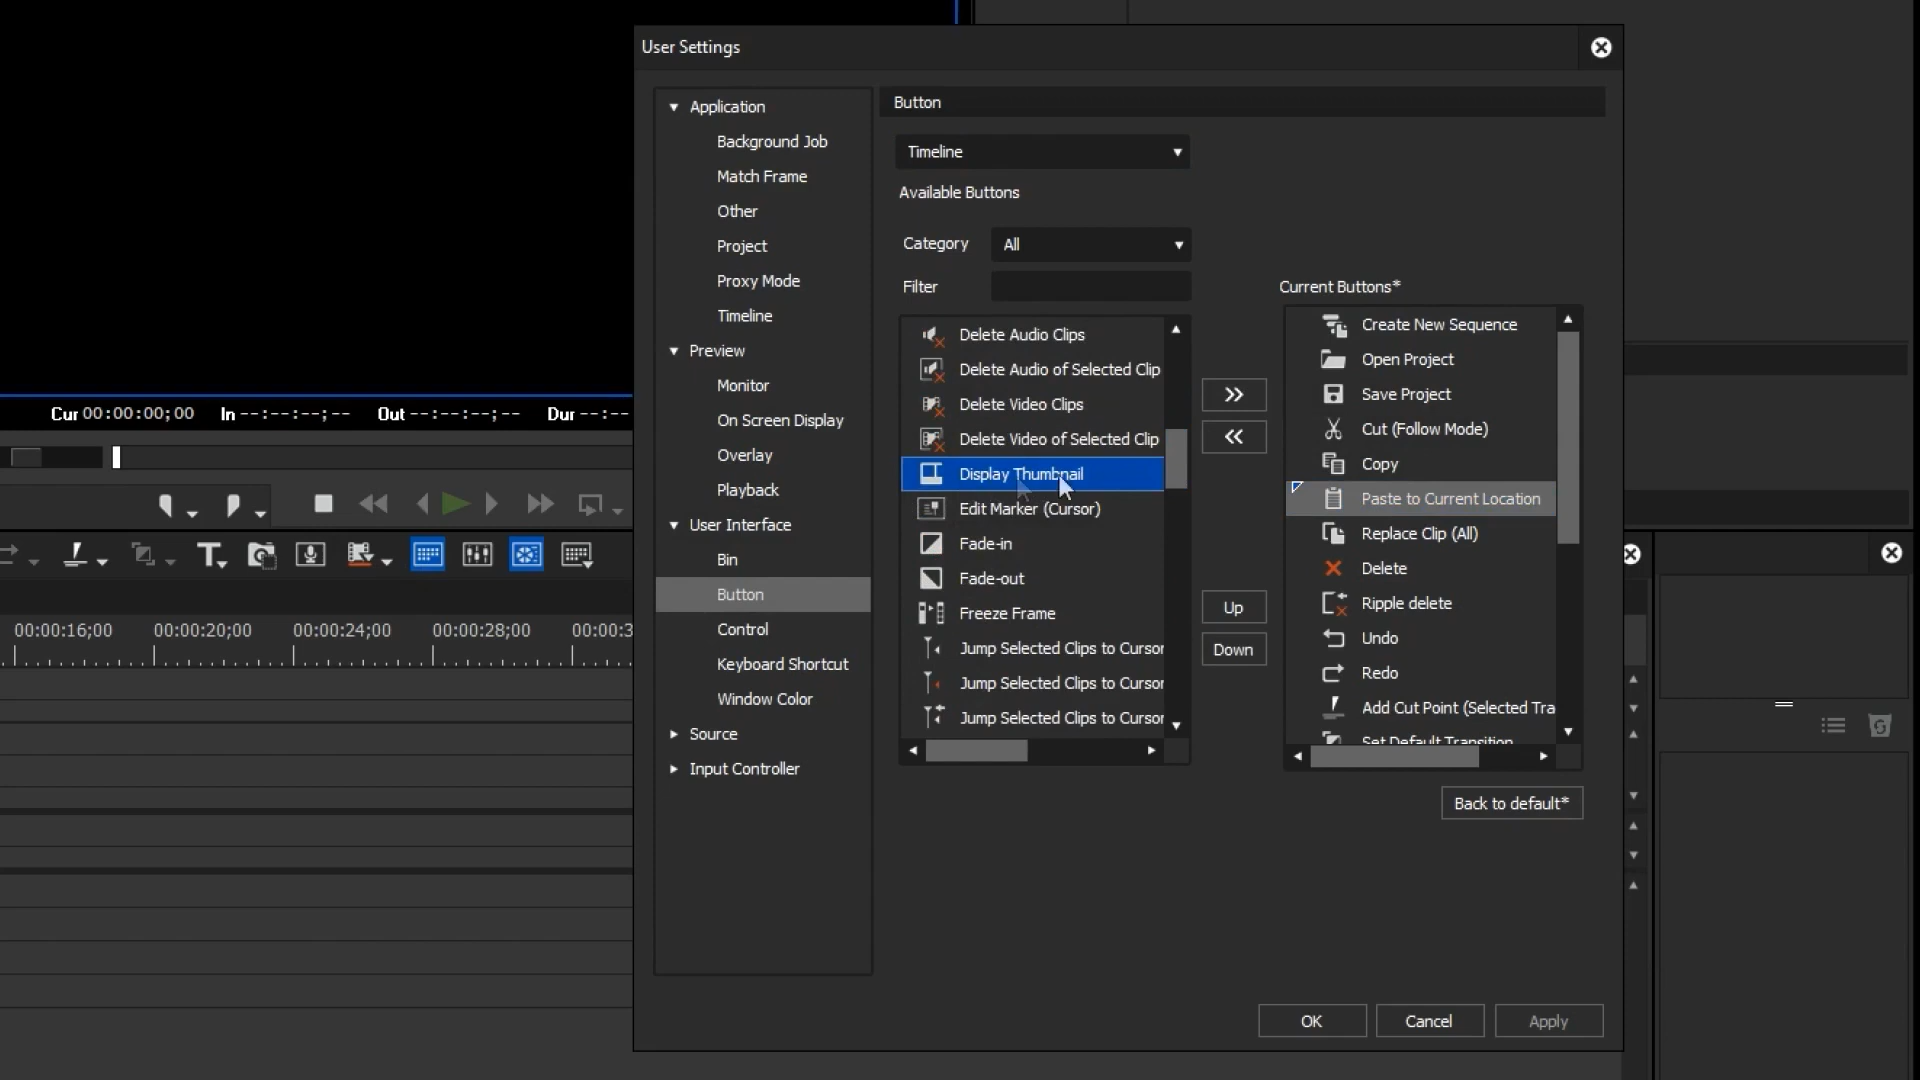 User Settings
Application
Background Job
Match Frame
Other
Project
Proxy Mode
Timeline
Preview
Monitor
On Screen Display
Overlay
Playback
User Interface
Bin
Button
Control
Keyboard Shortcut
Window Color
Source
Input Controller
Button
Timeline
Available Buttons
Category All
Filter
Delete Audio Clips
Delete Audio of Selected Clip
Delete Video Clips
Delete Video of Selected Clip
Display Thumbnail
Edit Marker (Cursor)
Fade-in
Fade-out
Freeze Frame
Jump Selected Clips to Cursor
Jump Selected Clips to Cursor
Jump Selected Clips to Cursor
Up
Down
Current Buttons*
Create New Sequence
Open Project
Save Project
Cut (Follow Mode)
Copy
Paste to Current Location
Replace Clip (All)
Delete
Ripple delete
Undo
Redo
Add Cut Point (Selected Tra
Set Default Transition
Back to default*
OK Cancel Apply
Cur 00:00:00;00 In --:--:--;-- Out --:--:--;-- Dur --:--
00:00:16;00 00:00:20;00 00:00:24;00 00:00:28;00 00:00:3